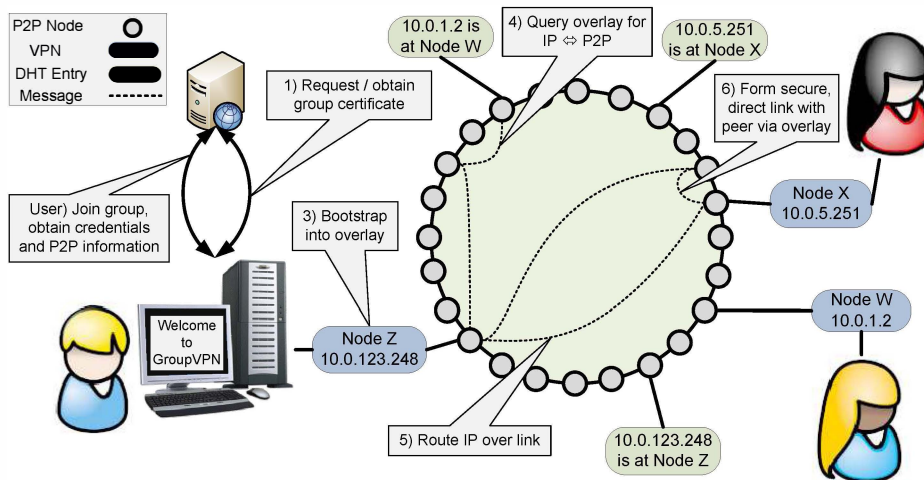 P2P Node
VPN
DHT Entry
Message
1) Request / obtain
group certificate
User) Join group,
obtain credentials
and P2P information
3) Bootstrap
into overlay
Welcome
to
GroupVPN
Node Z
10.0.123.248
10.0.1.2 is
at Node W
4) Query overlay for
IP ⇔ P2P
10.0.5.251
is at Node X
6) Form secure,
direct link with
peer via overlay
Node X
10.0.5.251
Node W
10.0.1.2
5) Route IP over link
10.0.123.248
is at Node Z